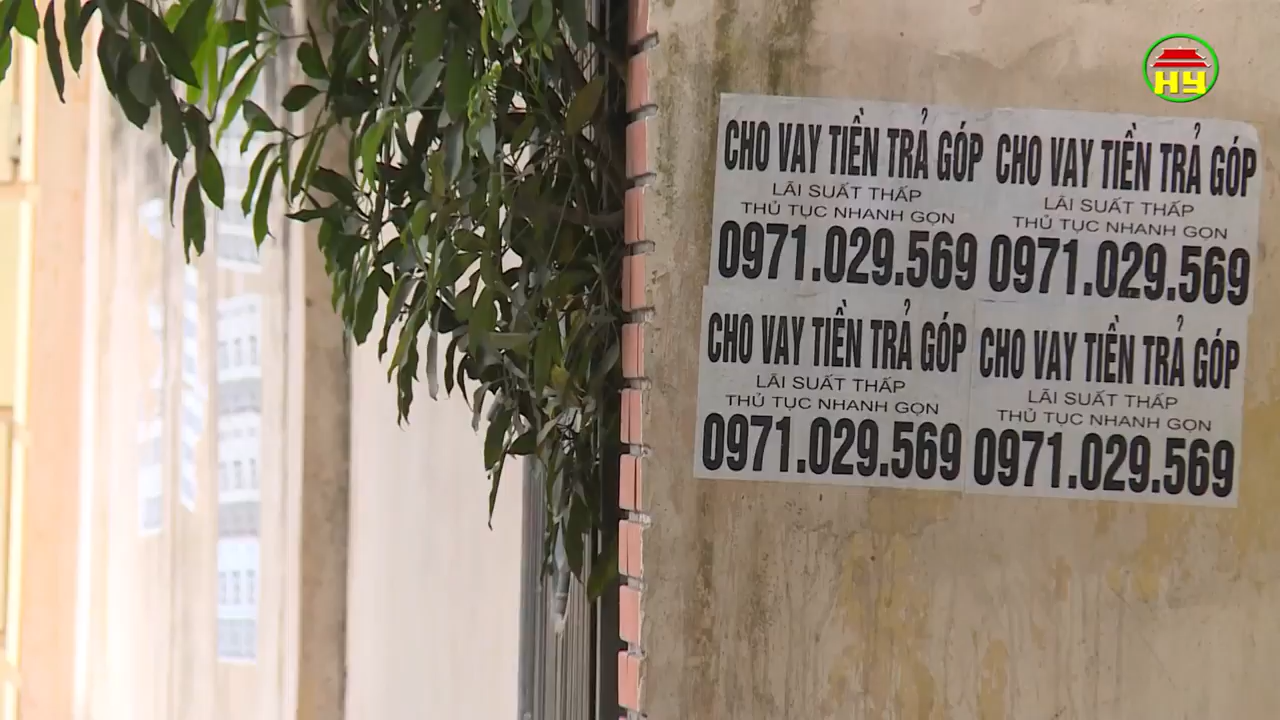 HY
CHO VAY TIỀN TRẢ GÓP
LÃI SUẤT THẤP
THỦ TỤC NHANH GỌN
0971.029.569
CHO VAY TIỀN TRẢ GÓP
LÃI SUẤT THẤP
THỦ TỤC NHANH GỌN
0971.029.569
CHO VAY TIỀN TRẢ GÓP
LÃI SUẤT THẤP
THỦ TỤC NHANH GỌN
0971.029.569
CHO VAY TIỀN TRẢ GÓP
LÃI SUẤT THẤP
THỦ TỤC NHANH GỌN
0971.029.569